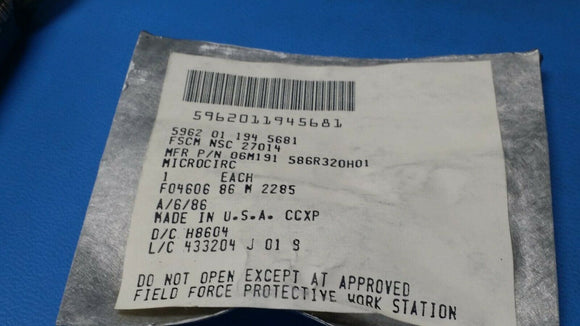 5962011945681
5962 01 194 5681
FSCM NSC 27014
MFR P/N 06M191 586R320H01
MICROCIRC
1 EACH
F04606 86 M 2285
A/6/86
MADE IN U.S.A. CCXP
D/C H8604
L/C 433204 J 01 S
DO NOT OPEN EXCEPT AT APPROVED
FIELD FORCE PROTECTIVE WORK STATION